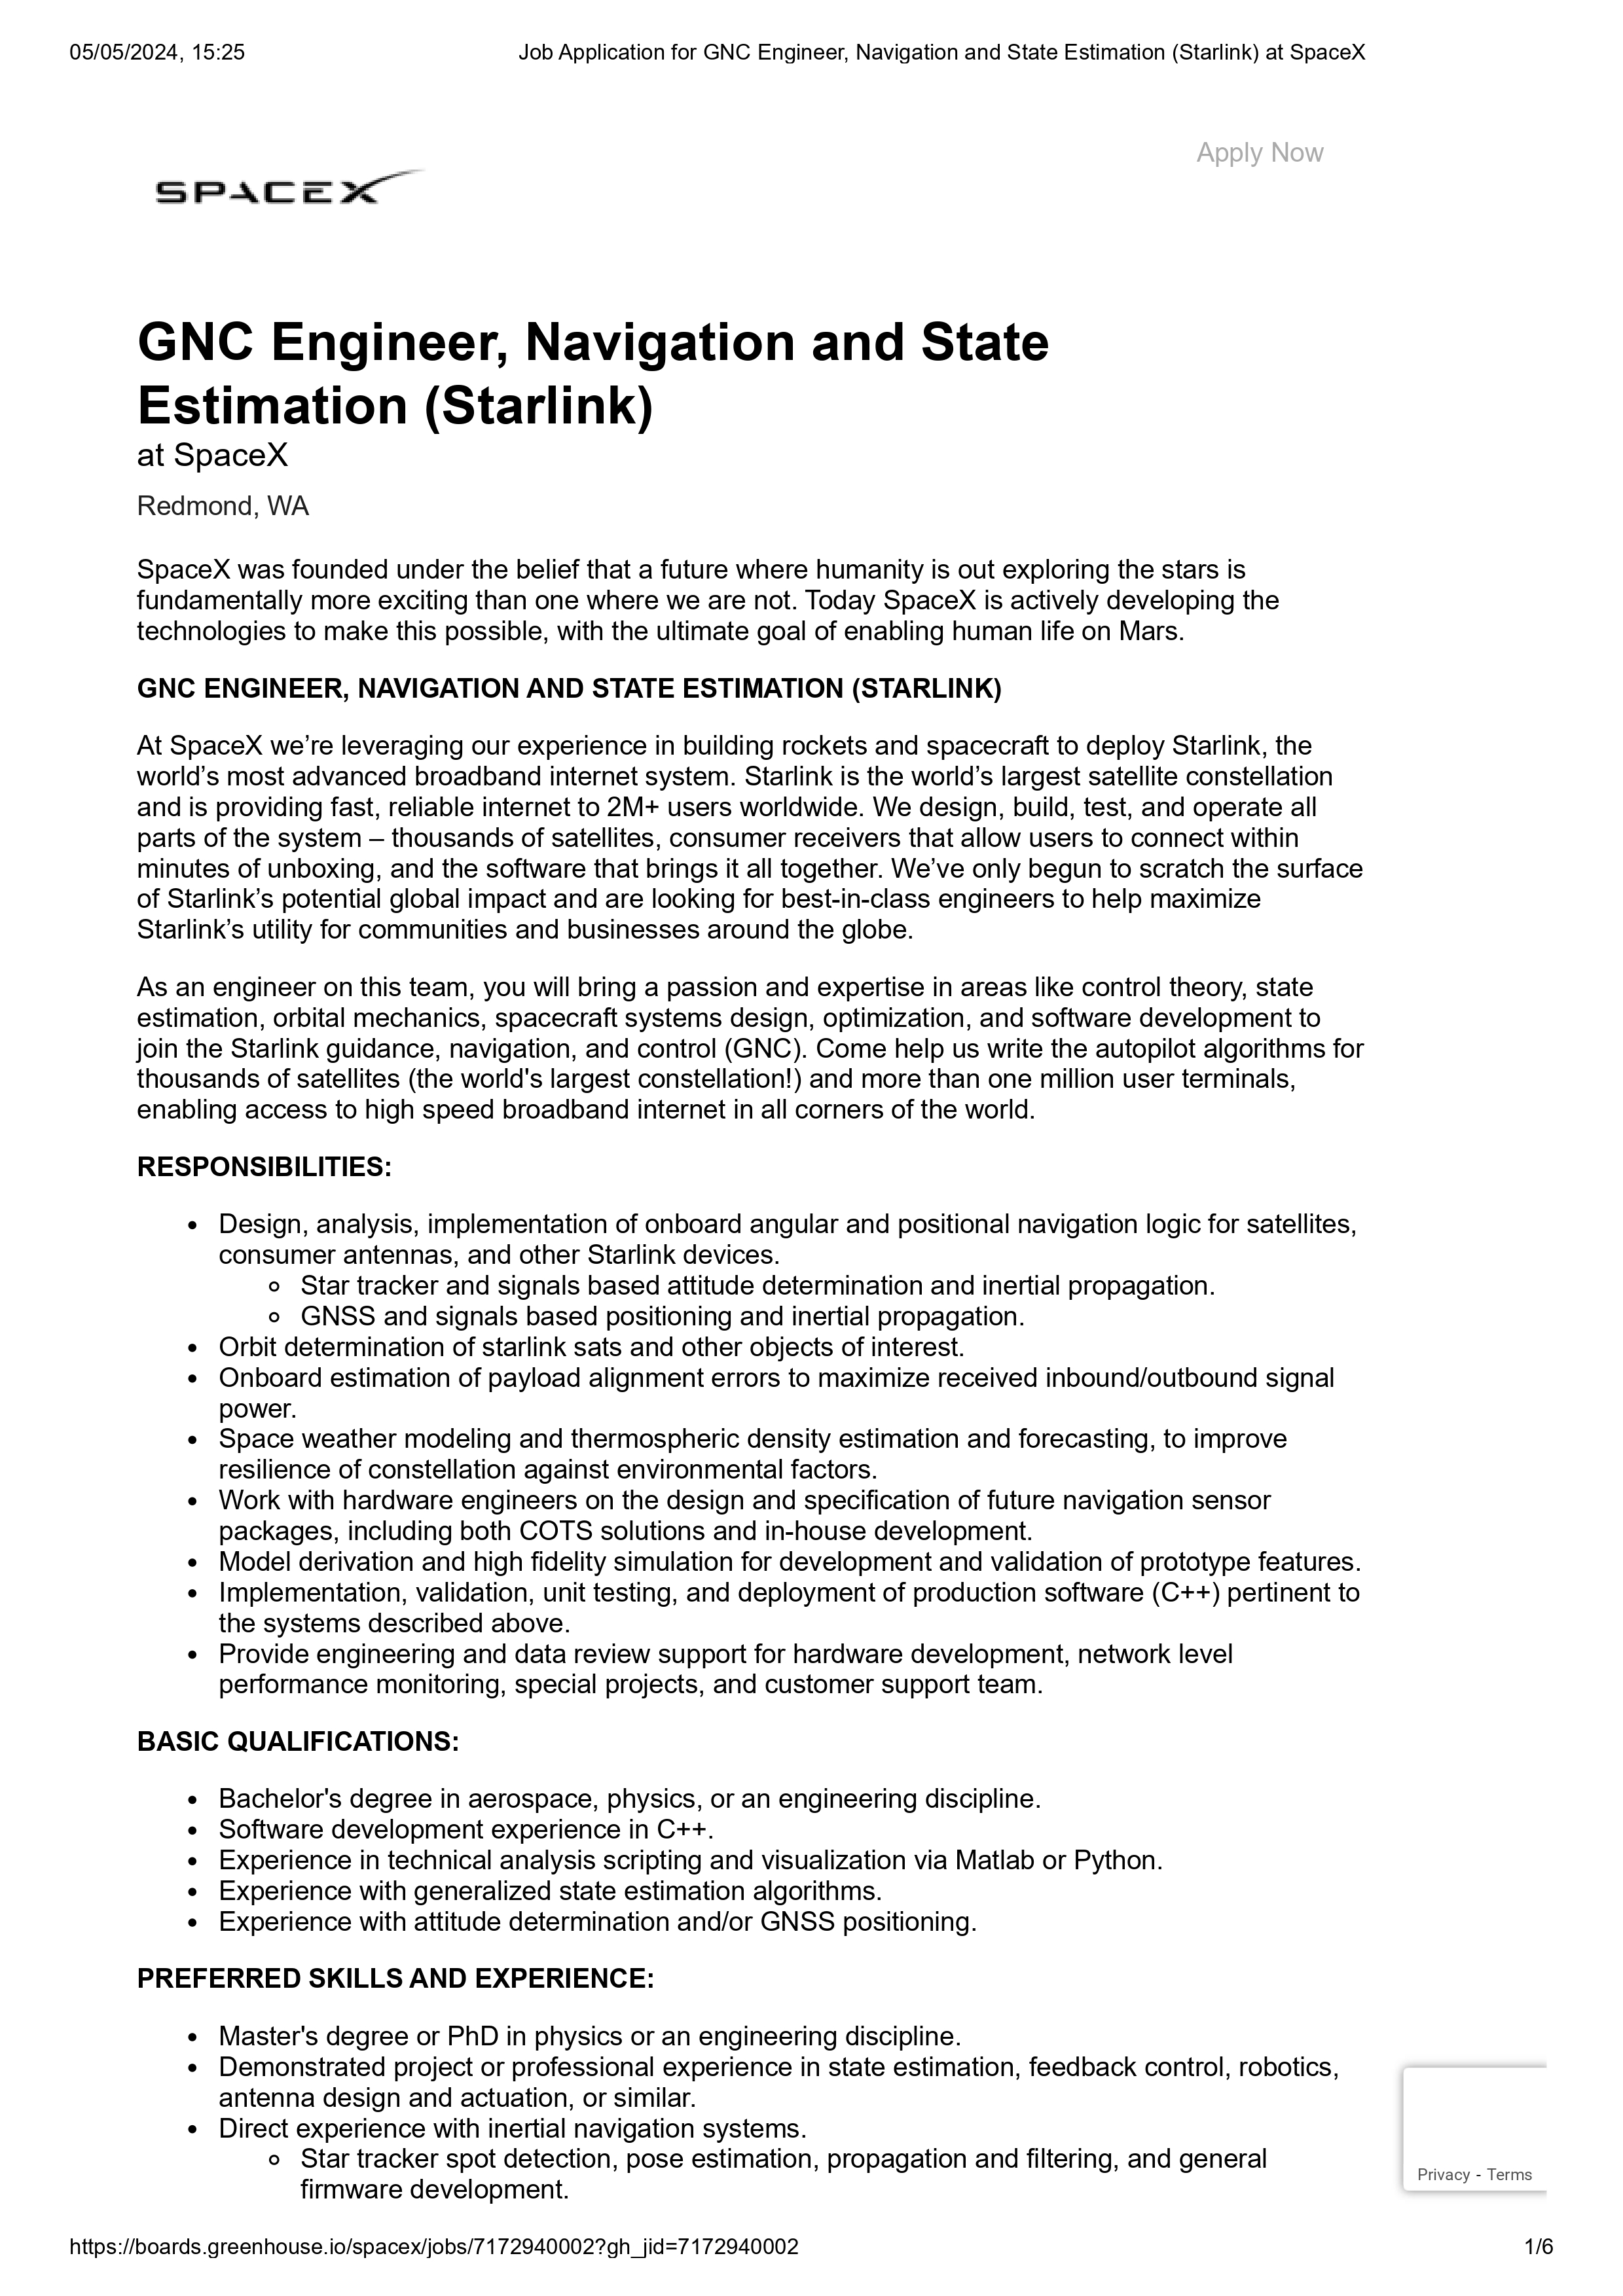 05/05/2024, 15:25
Job Application for GNC Engineer, Navigation and State Estimation (Starlink) at SpaceX
Apply Now
SPACEX
GNC Engineer, Navigation and State
Estimation (Starlink)
at SpaceX
Redmond, WA
SpaceX was founded under the belief that a future where humanity is out exploring the stars is
fundamentally more exciting than one where we are not. Today SpaceX is actively developing the
technologies to make this possible, with the ultimate goal of enabling human life on Mars.
GNC ENGINEER, NAVIGATION AND STATE ESTIMATION (STARLINK)
At SpaceX we’re leveraging our experience in building rockets and spacecraft to deploy Starlink, the
world’s most advanced broadband internet system. Starlink is the world’s largest satellite constellation
and is providing fast, reliable internet to 2M+ users worldwide. We design, build, test, and operate all
parts of the system – thousands of satellites, consumer receivers that allow users to connect within
minutes of unboxing, and the software that brings it all together. We’ve only begun to scratch the surface
of Starlink’s potential global impact and are looking for best-in-class engineers to help maximize
Starlink’s utility for communities and businesses around the globe.
As an engineer on this team, you will bring a passion and expertise in areas like control theory, state
estimation, orbital mechanics, spacecraft systems design, optimization, and software development to
join the Starlink guidance, navigation, and control (GNC). Come help us write the autopilot algorithms for
thousands of satellites (the world's largest constellation!) and more than one million user terminals,
enabling access to high speed broadband internet in all corners of the world.
RESPONSIBILITIES:
• Design, analysis, implementation of onboard angular and positional navigation logic for satellites,
consumer antennas, and other Starlink devices.
◦ Star tracker and signals based attitude determination and inertial propagation.
◦ GNSS and signals based positioning and inertial propagation.
• Orbit determination of starlink sats and other objects of interest.
• Onboard estimation of payload alignment errors to maximize received inbound/outbound signal
power.
• Space weather modeling and thermospheric density estimation and forecasting, to improve
resilience of constellation against environmental factors.
• Work with hardware engineers on the design and specification of future navigation sensor
packages, including both COTS solutions and in-house development.
• Model derivation and high fidelity simulation for development and validation of prototype features.
• Implementation, validation, unit testing, and deployment of production software (C++) pertinent to
the systems described above.
• Provide engineering and data review support for hardware development, network level
performance monitoring, special projects, and customer support team.
BASIC QUALIFICATIONS:
• Bachelor's degree in aerospace, physics, or an engineering discipline.
• Software development experience in C++.
• Experience in technical analysis scripting and visualization via Matlab or Python.
• Experience with generalized state estimation algorithms.
• Experience with attitude determination and/or GNSS positioning.
PREFERRED SKILLS AND EXPERIENCE:
• Master's degree or PhD in physics or an engineering discipline.
• Demonstrated project or professional experience in state estimation, feedback control, robotics,
antenna design and actuation, or similar.
• Direct experience with inertial navigation systems.
◦ Star tracker spot detection, pose estimation, propagation and filtering, and general
firmware development.
Privacy - Terms
https://boards.greenhouse.io/spacex/jobs/7172940002?gh_jid=7172940002
1/6